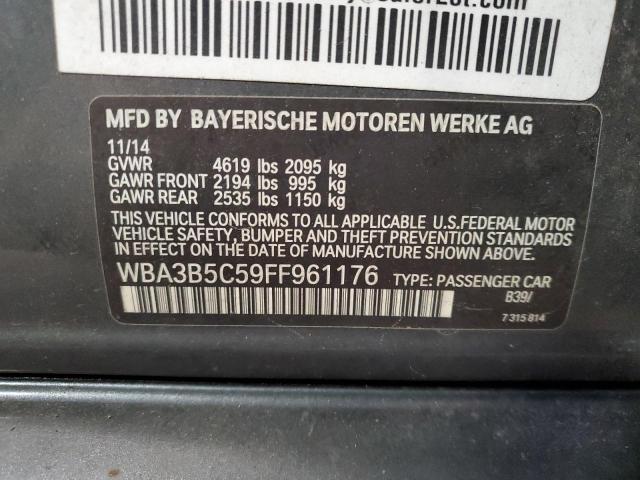 MFD BY BAYERISCHE MOTOREN WERKE AG
11/14
GVWR 4619 lbs 2095 kg
GAWR FRONT 2194 lbs 995 kg
GAWR REAR 2535 lbs 1150 kg
THIS VEHICLE CONFORMS TO ALL APPLICABLE U.S.FEDERAL MOTOR
VEHICLE SAFETY, BUMPER AND THEFT PREVENTION STANDARDS
IN EFFECT ON THE DATE OF MANUFACTURE SHOWN ABOVE.
WBA3B5C59FF961176 TYPE: PASSENGER CAR
B39/
7315814